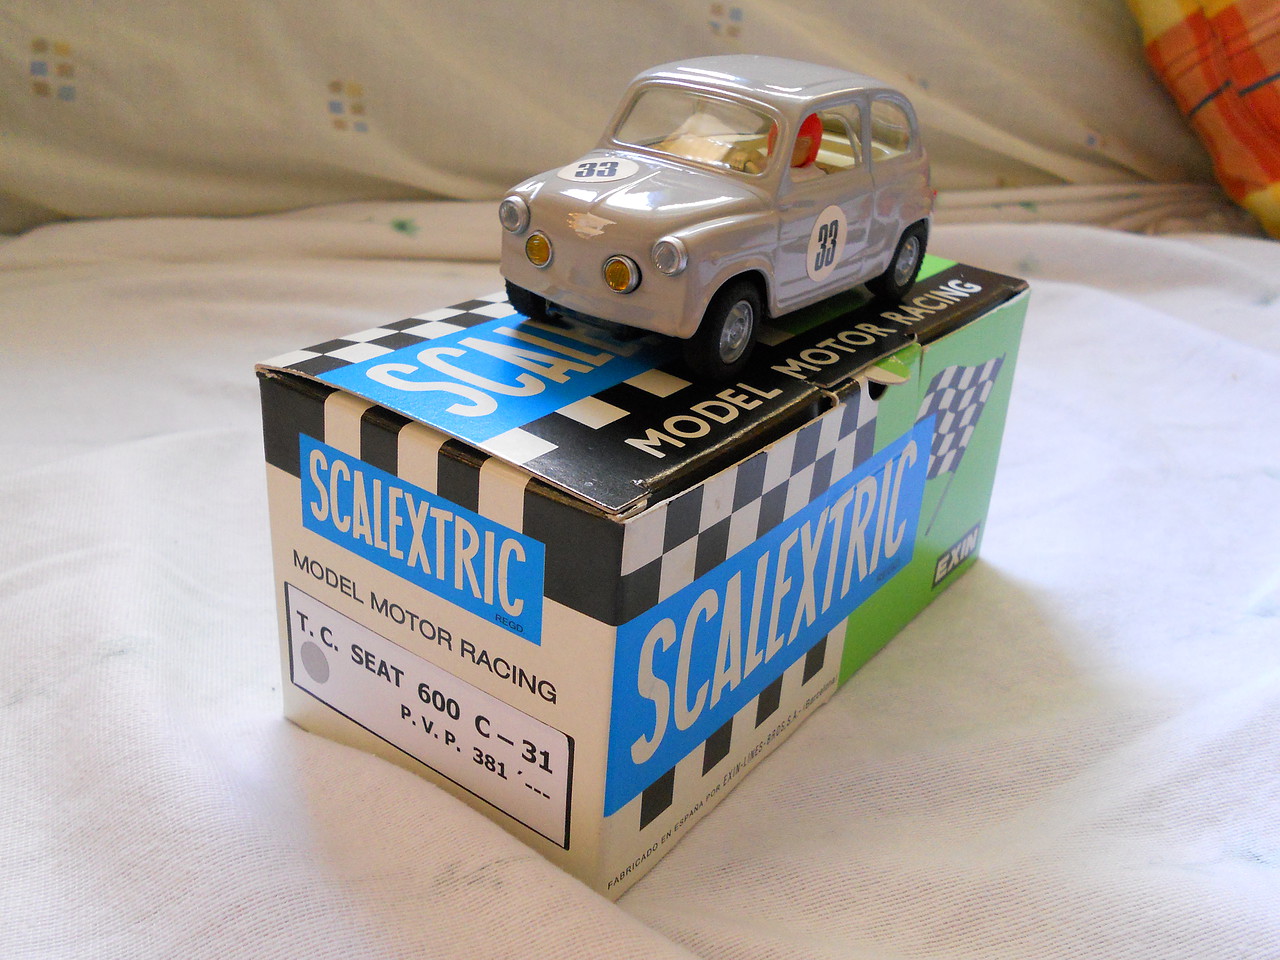 33
33
SCALE
MODEL MOTOR RACING
SCALEXTRIC
REGD
MODEL MOTOR RACING
T.C. SEAT 600 C-31
P.V.P. 381'---
SCALEXTRIC
EXIN
FABRICADO EN ESPAÑA POR EXIN-LINES-BROS.S.A.-(Barcelona)